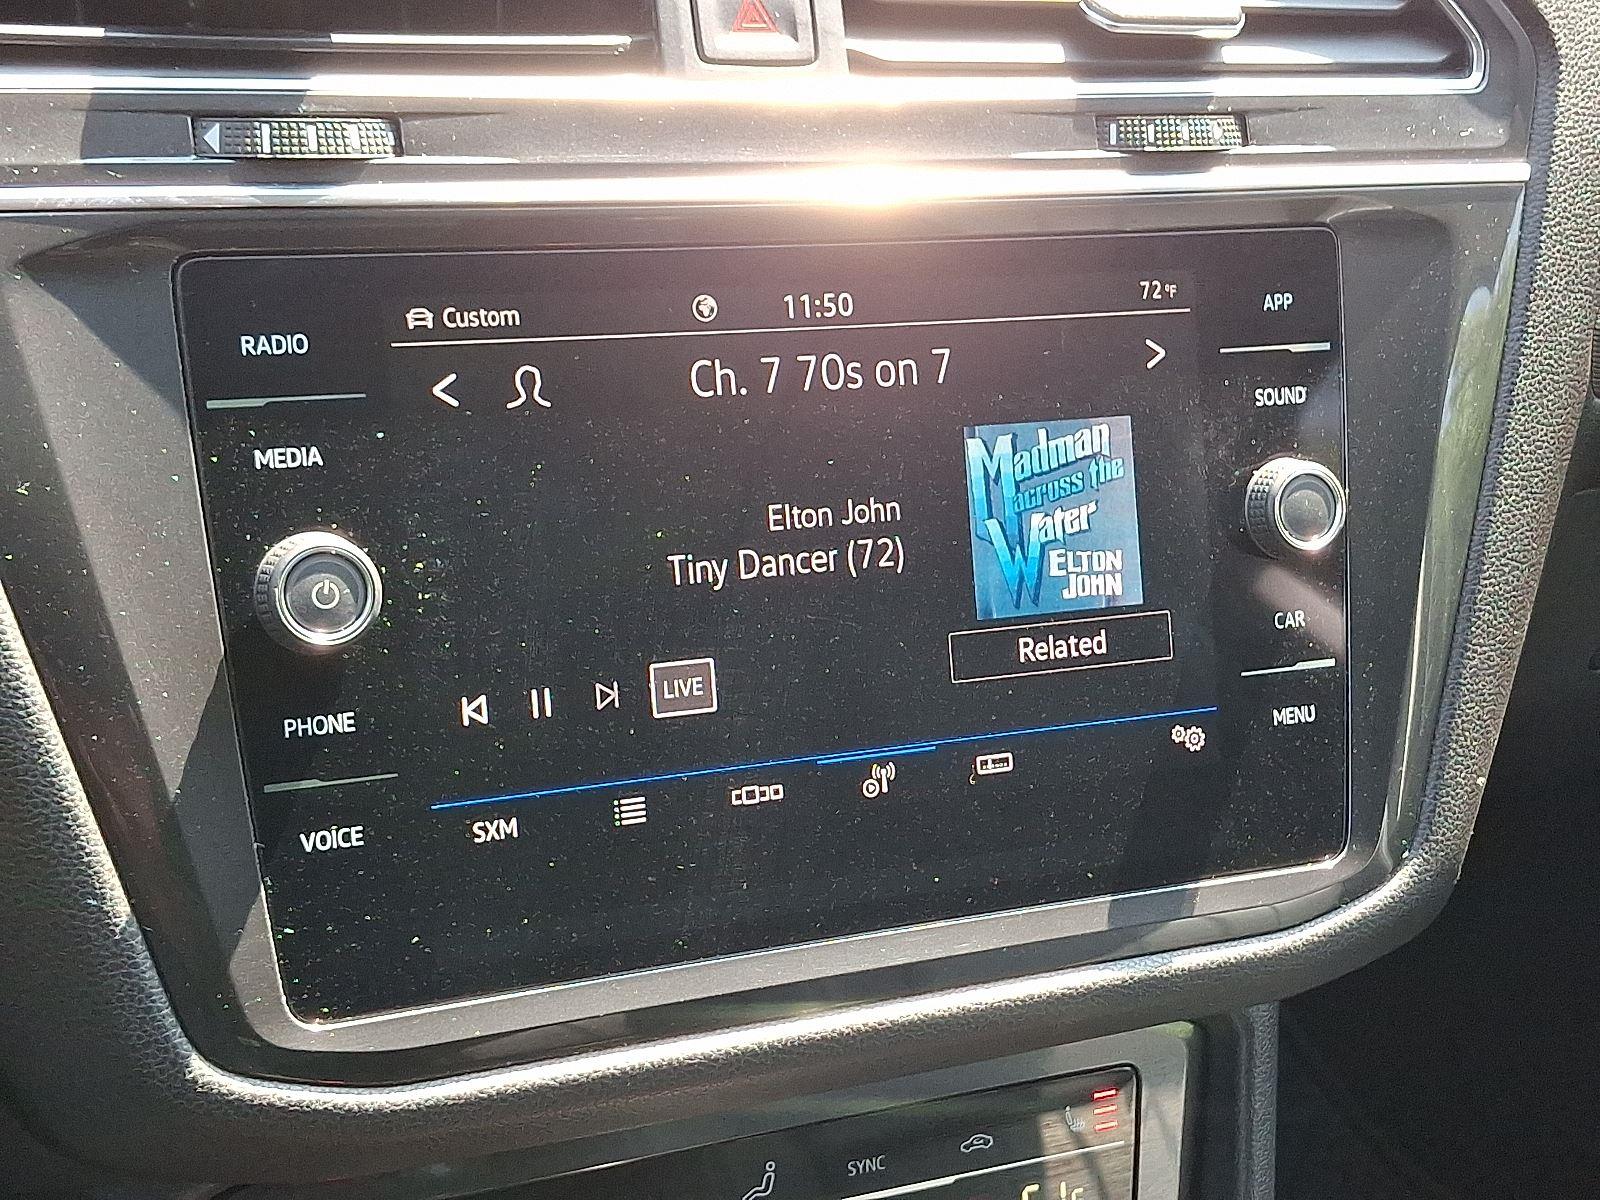 Custom
11:50
72°F
RADIO
MEDIA
PHONE
VOICE
Ch. 7 70s on 7
Elton John
Tiny Dancer (72)
Madman
across the
Water
ELTON
JOHN
Related
LIVE
SXM
APP
SOUND
CAR
MENU
SYNC